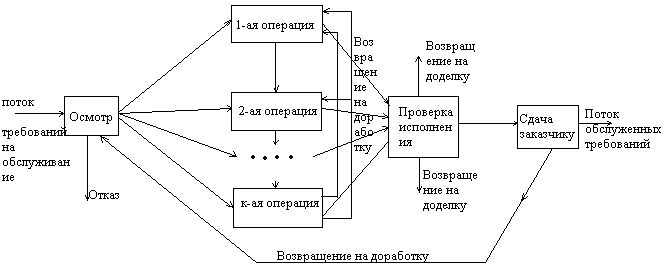 поток
требований
на
обслуживан
ие
Осмотр
Отказ
1-ая операция
2-ая операция
к-ая операция
Воз
вра
щен
ие
на
дор
або
тку
Возвращ
ение на
доделку
Проверка
исполнен
ия
Возвраще
ние на
доделку
Сдача
заказчику
Поток
обслуженных
требований
Возвращение на доработку